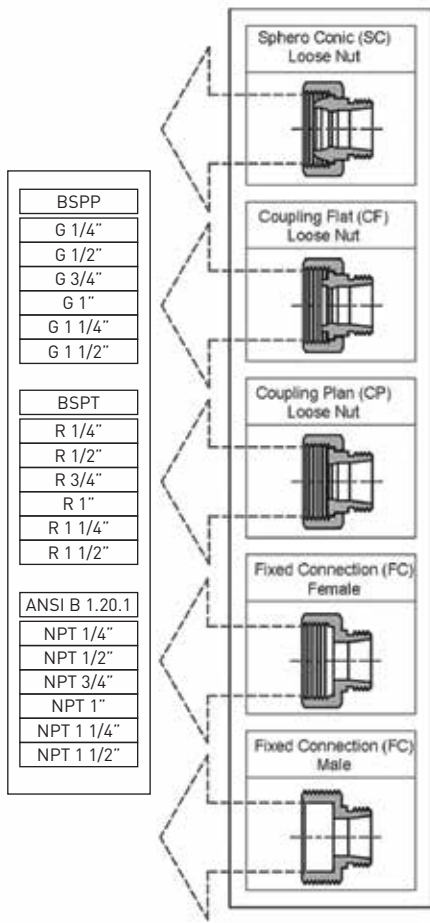 BSPP
G 1/4”
G 1/2”
G 3/4”
G 1”
G 1 1/4”
G 1 1/2”
BSPT
R 1/4”
R 1/2”
R 3/4”
R 1”
R 1 1/4”
R 1 1/2”
ANSI B 1.20.1
NPT 1/4”
NPT 1/2”
NPT 3/4”
NPT 1”
NPT 1 1/4”
NPT 1 1/2”
Sphero Conic (SC)
Loose Nut
Coupling Flat (CF)
Loose Nut
Coupling Plan (CP)
Loose Nut
Fixed Connection (FC)
Female
Fixed Connection (FC)
Male